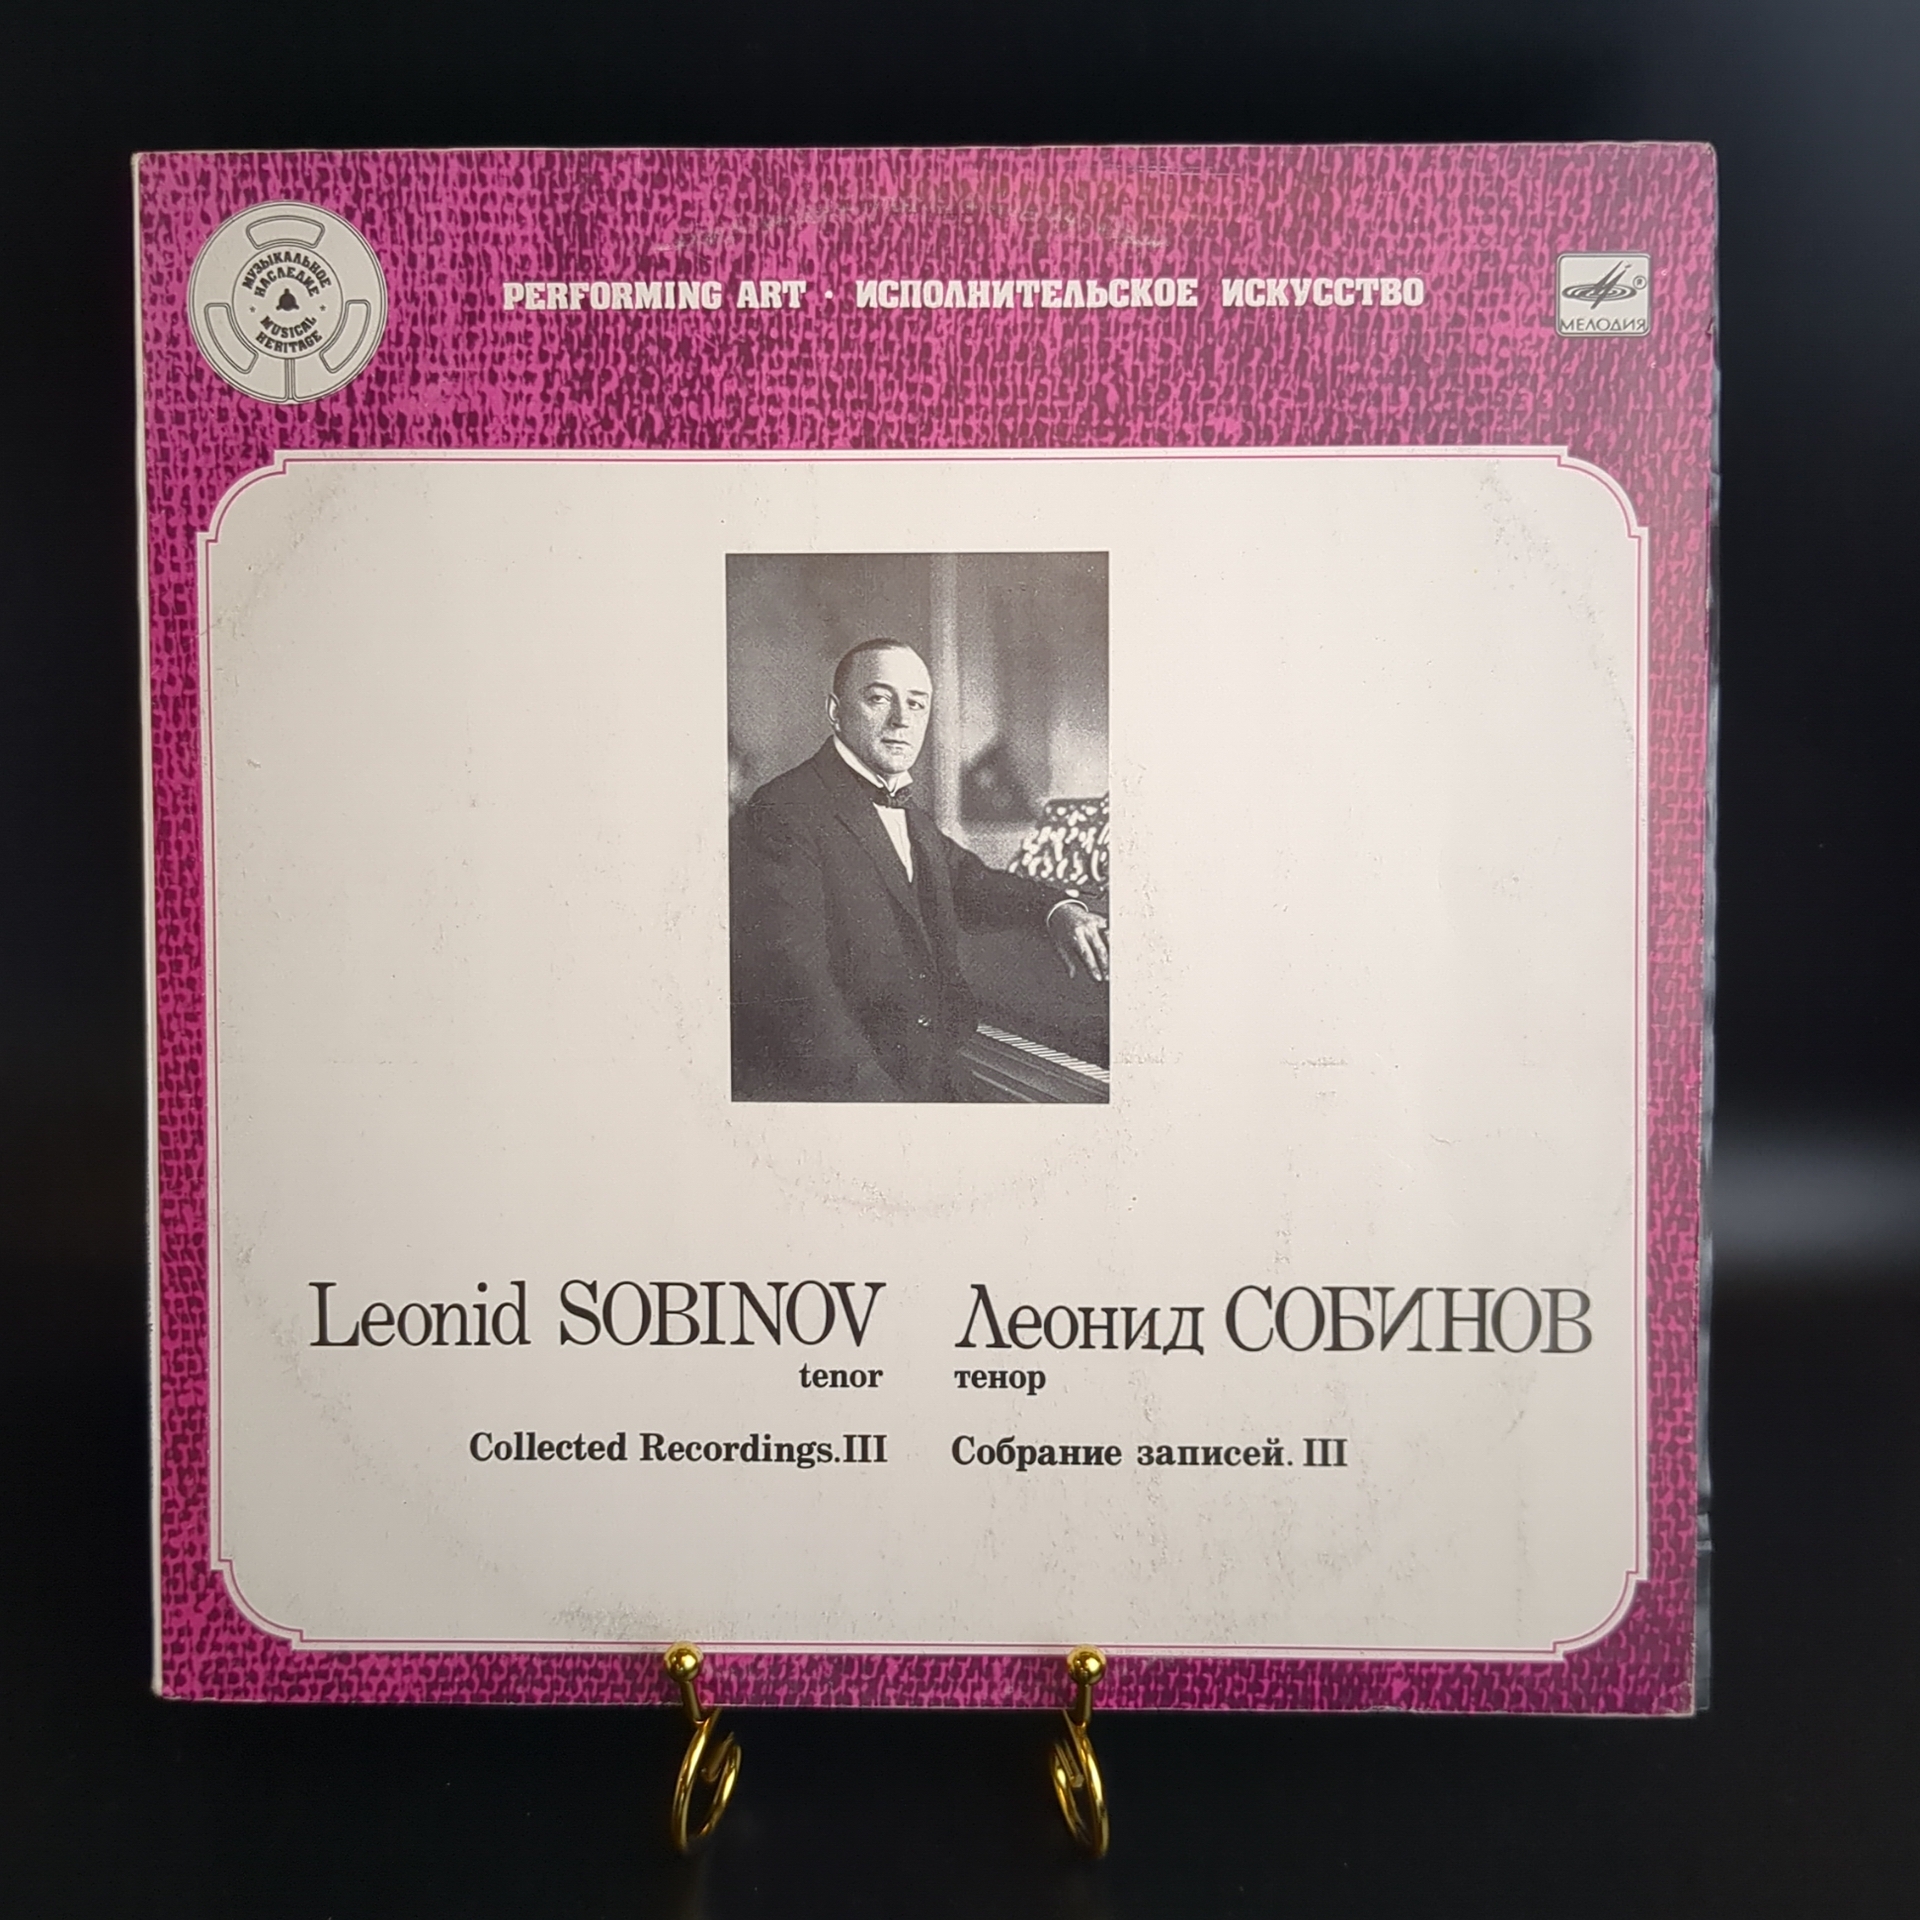 МУЗЫКАЛЬНОЕ
НАСЛЕДИЕ
MUSICAL
HERITAGE
PERFORMING ART · ИСПОЛНИТЕЛЬСКОЕ ИСКУССТВО
МЕЛОДИЯ
Leonid SOBINOV
tenor
Collected Recordings.III
Леонид СОБИНОВ
тенор
Собрание записей. III